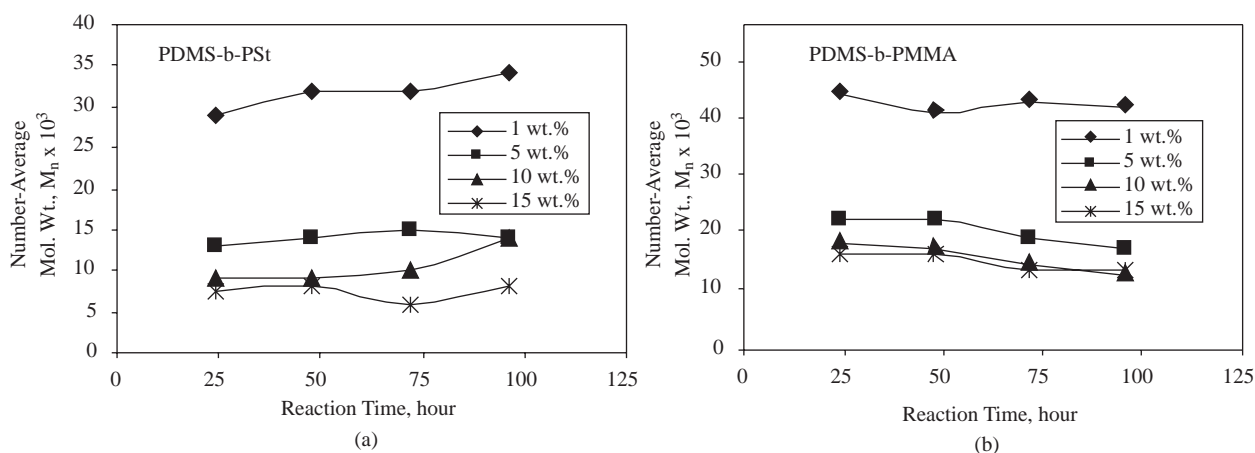 40
35
30
25
20
15
10
5
0
Number-Average
Mol. Wt., Mₙ x 10³
PDMS-b-PSt
1 wt.%
5 wt.%
10 wt.%
15 wt.%
0 25 50 75 100 125
Reaction Time, hour
(a)
50
40
30
20
10
0
Number-Average
Mol. Wt., Mₙ x 10³
PDMS-b-PMMA
1 wt.%
5 wt.%
10 wt.%
15 wt.%
0 25 50 75 100 125
Reaction Time, hour
(b)